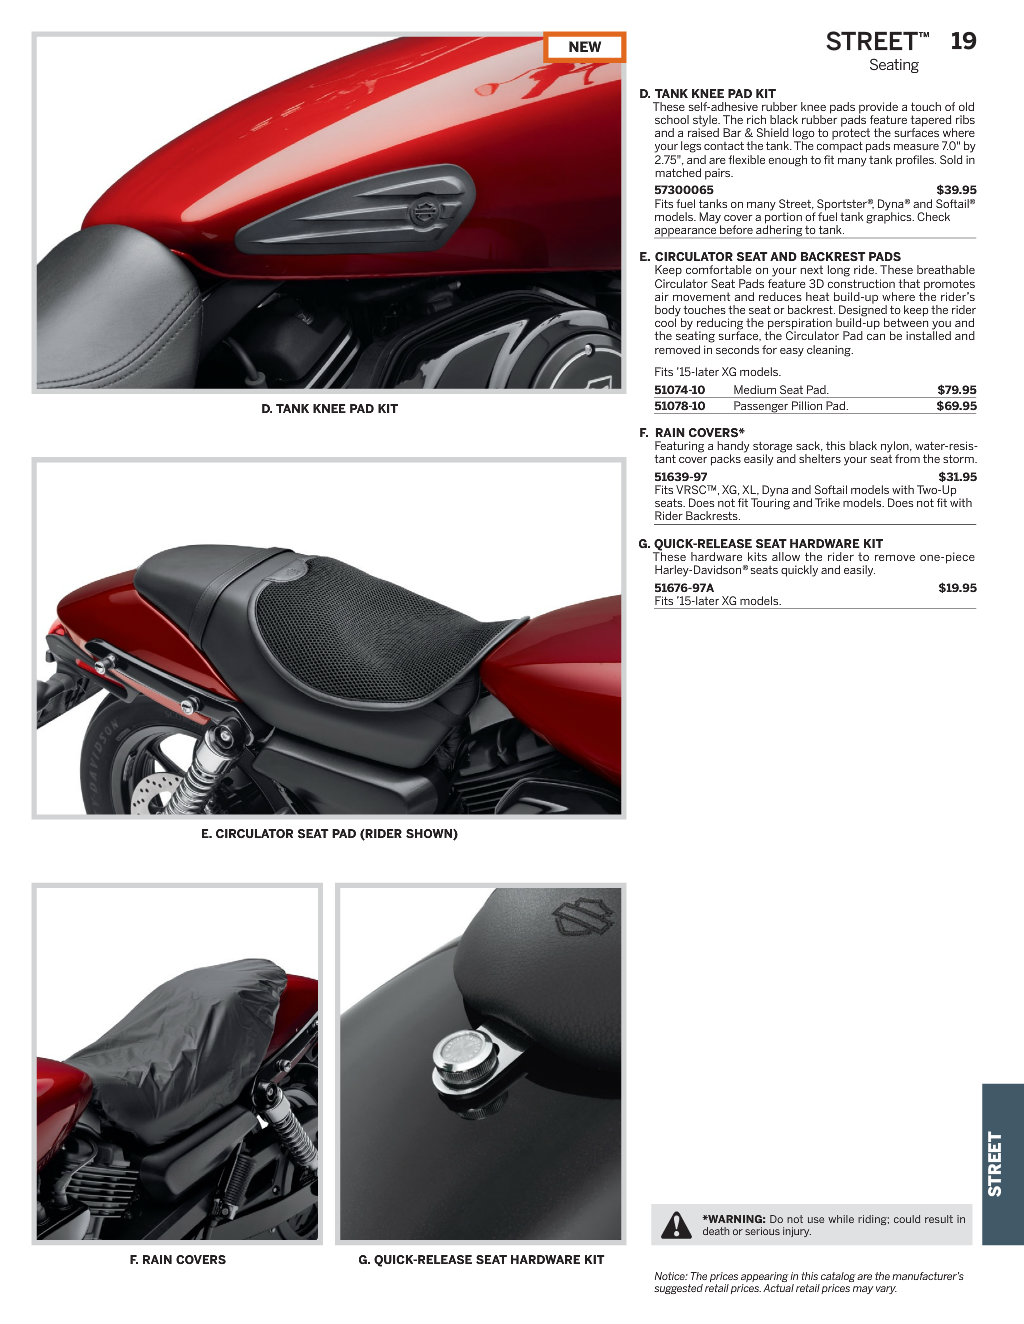 NEW
STREET™ 19
Seating
D. TANK KNEE PAD KIT
These self-adhesive rubber knee pads provide a touch of old
school style. The rich black rubber pads feature tapered ribs
and a raised Bar & Shield logo to protect the surfaces where
your legs contact the tank. The compact pads measure 7.0" by
2.75", and are flexible enough to fit many tank profiles. Sold in
matched pairs.
57300065 $39.95
Fits fuel tanks on many Street, Sportster®, Dyna® and Softail®
models. May cover a portion of fuel tank graphics. Check
appearance before adhering to tank.
E. CIRCULATOR SEAT AND BACKREST PADS
Keep comfortable on your next long ride. These breathable
Circulator Seat Pads feature 3D construction that promotes
air movement and reduces heat build-up where the rider's
body touches the seat or backrest. Designed to keep the rider
cool by reducing the perspiration build-up between you and
the seating surface, the Circulator Pad can be installed and
removed in seconds for easy cleaning.
Fits '15-later XG models.
51074-10 Medium Seat Pad. $79.95
51078-10 Passenger Pillion Pad. $69.95
F. RAIN COVERS*
Featuring a handy storage sack, this black nylon, water-resis-
tant cover packs easily and shelters your seat from the storm.
51639-97 $31.95
Fits VRSC™, XG, XL, Dyna and Softail models with Two-Up
seats. Does not fit Touring and Trike models. Does not fit with
Rider Backrests.
G. QUICK-RELEASE SEAT HARDWARE KIT
These hardware kits allow the rider to remove one-piece
Harley-Davidson® seats quickly and easily.
51676-97A $19.95
Fits '15-later XG models.
D. TANK KNEE PAD KIT
E. CIRCULATOR SEAT PAD (RIDER SHOWN)
F. RAIN COVERS
G. QUICK-RELEASE SEAT HARDWARE KIT
STREET
*WARNING: Do not use while riding; could result in
death or serious injury.
Notice: The prices appearing in this catalog are the manufacturer's
suggested retail prices. Actual retail prices may vary.